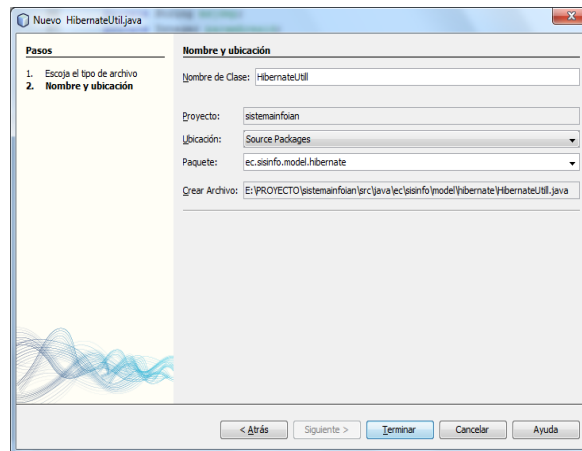 Nuevo HibernateUtil.java
Pasos
1. Escoja el tipo de archivo
2. Nombre y ubicación
Nombre y ubicación
Nombre de Clase: HibernateUtill
Proyecto: sistemainfoian
Ubicación: Source Packages
Paquete: ec.sisinfo.model.hibernate
Crear Archivo: E:\PROYECTO\sistemainfoian\src\java\ec\sisinfo\model\hibernate\HibernateUtill.java
< Atrás
Siguiente >
Terminar
Cancelar
Ayuda